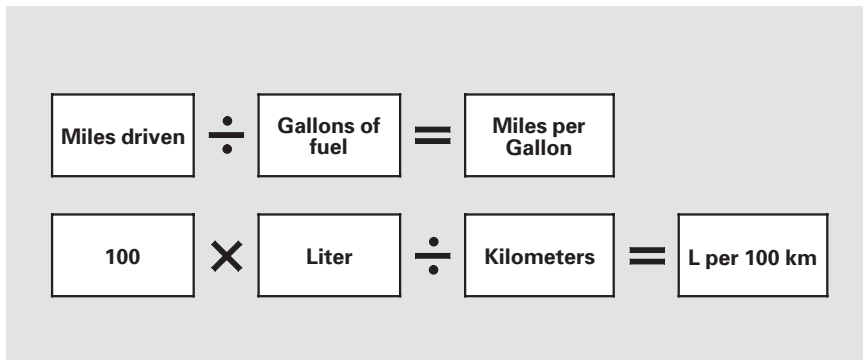 Miles driven ÷ Gallons of fuel = Miles per Gallon
100 × Liter ÷ Kilometers = L per 100 km